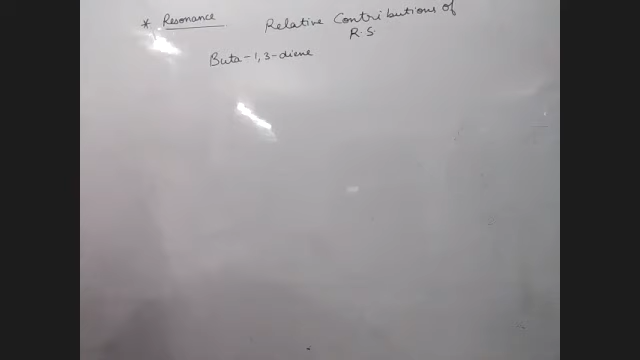 * Resonance Relative Contributions of
R.S.
Buta-1,3-diene